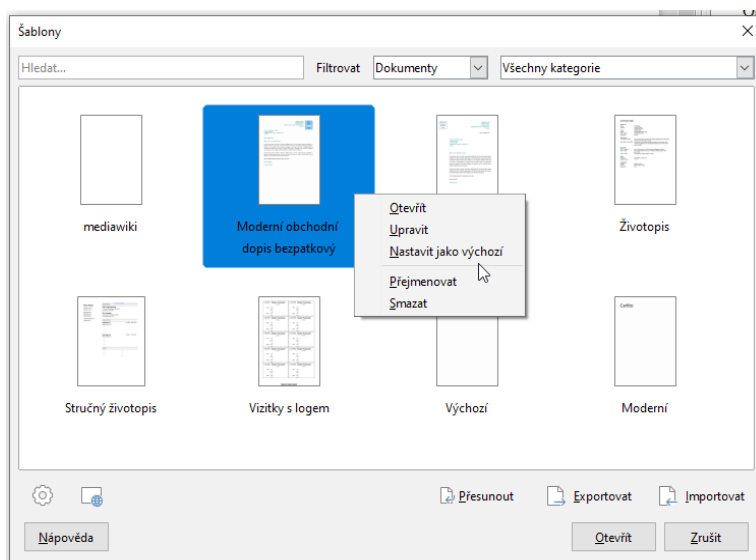 Šablony
Hledat...
Filtrovat
Dokumenty
Všechny kategorie
mediawiki
Moderní obchodní
dopis bezpatkový
Životopis
Otevřít
Upravit
Nastavit jako výchozí
Přejmenovat
Smazat
Stručný životopis
Vizitky s logem
Výchozí
Moderní
Přesunout
Exportovat
Importovat
Nápověda
Otevřít
Zrušit